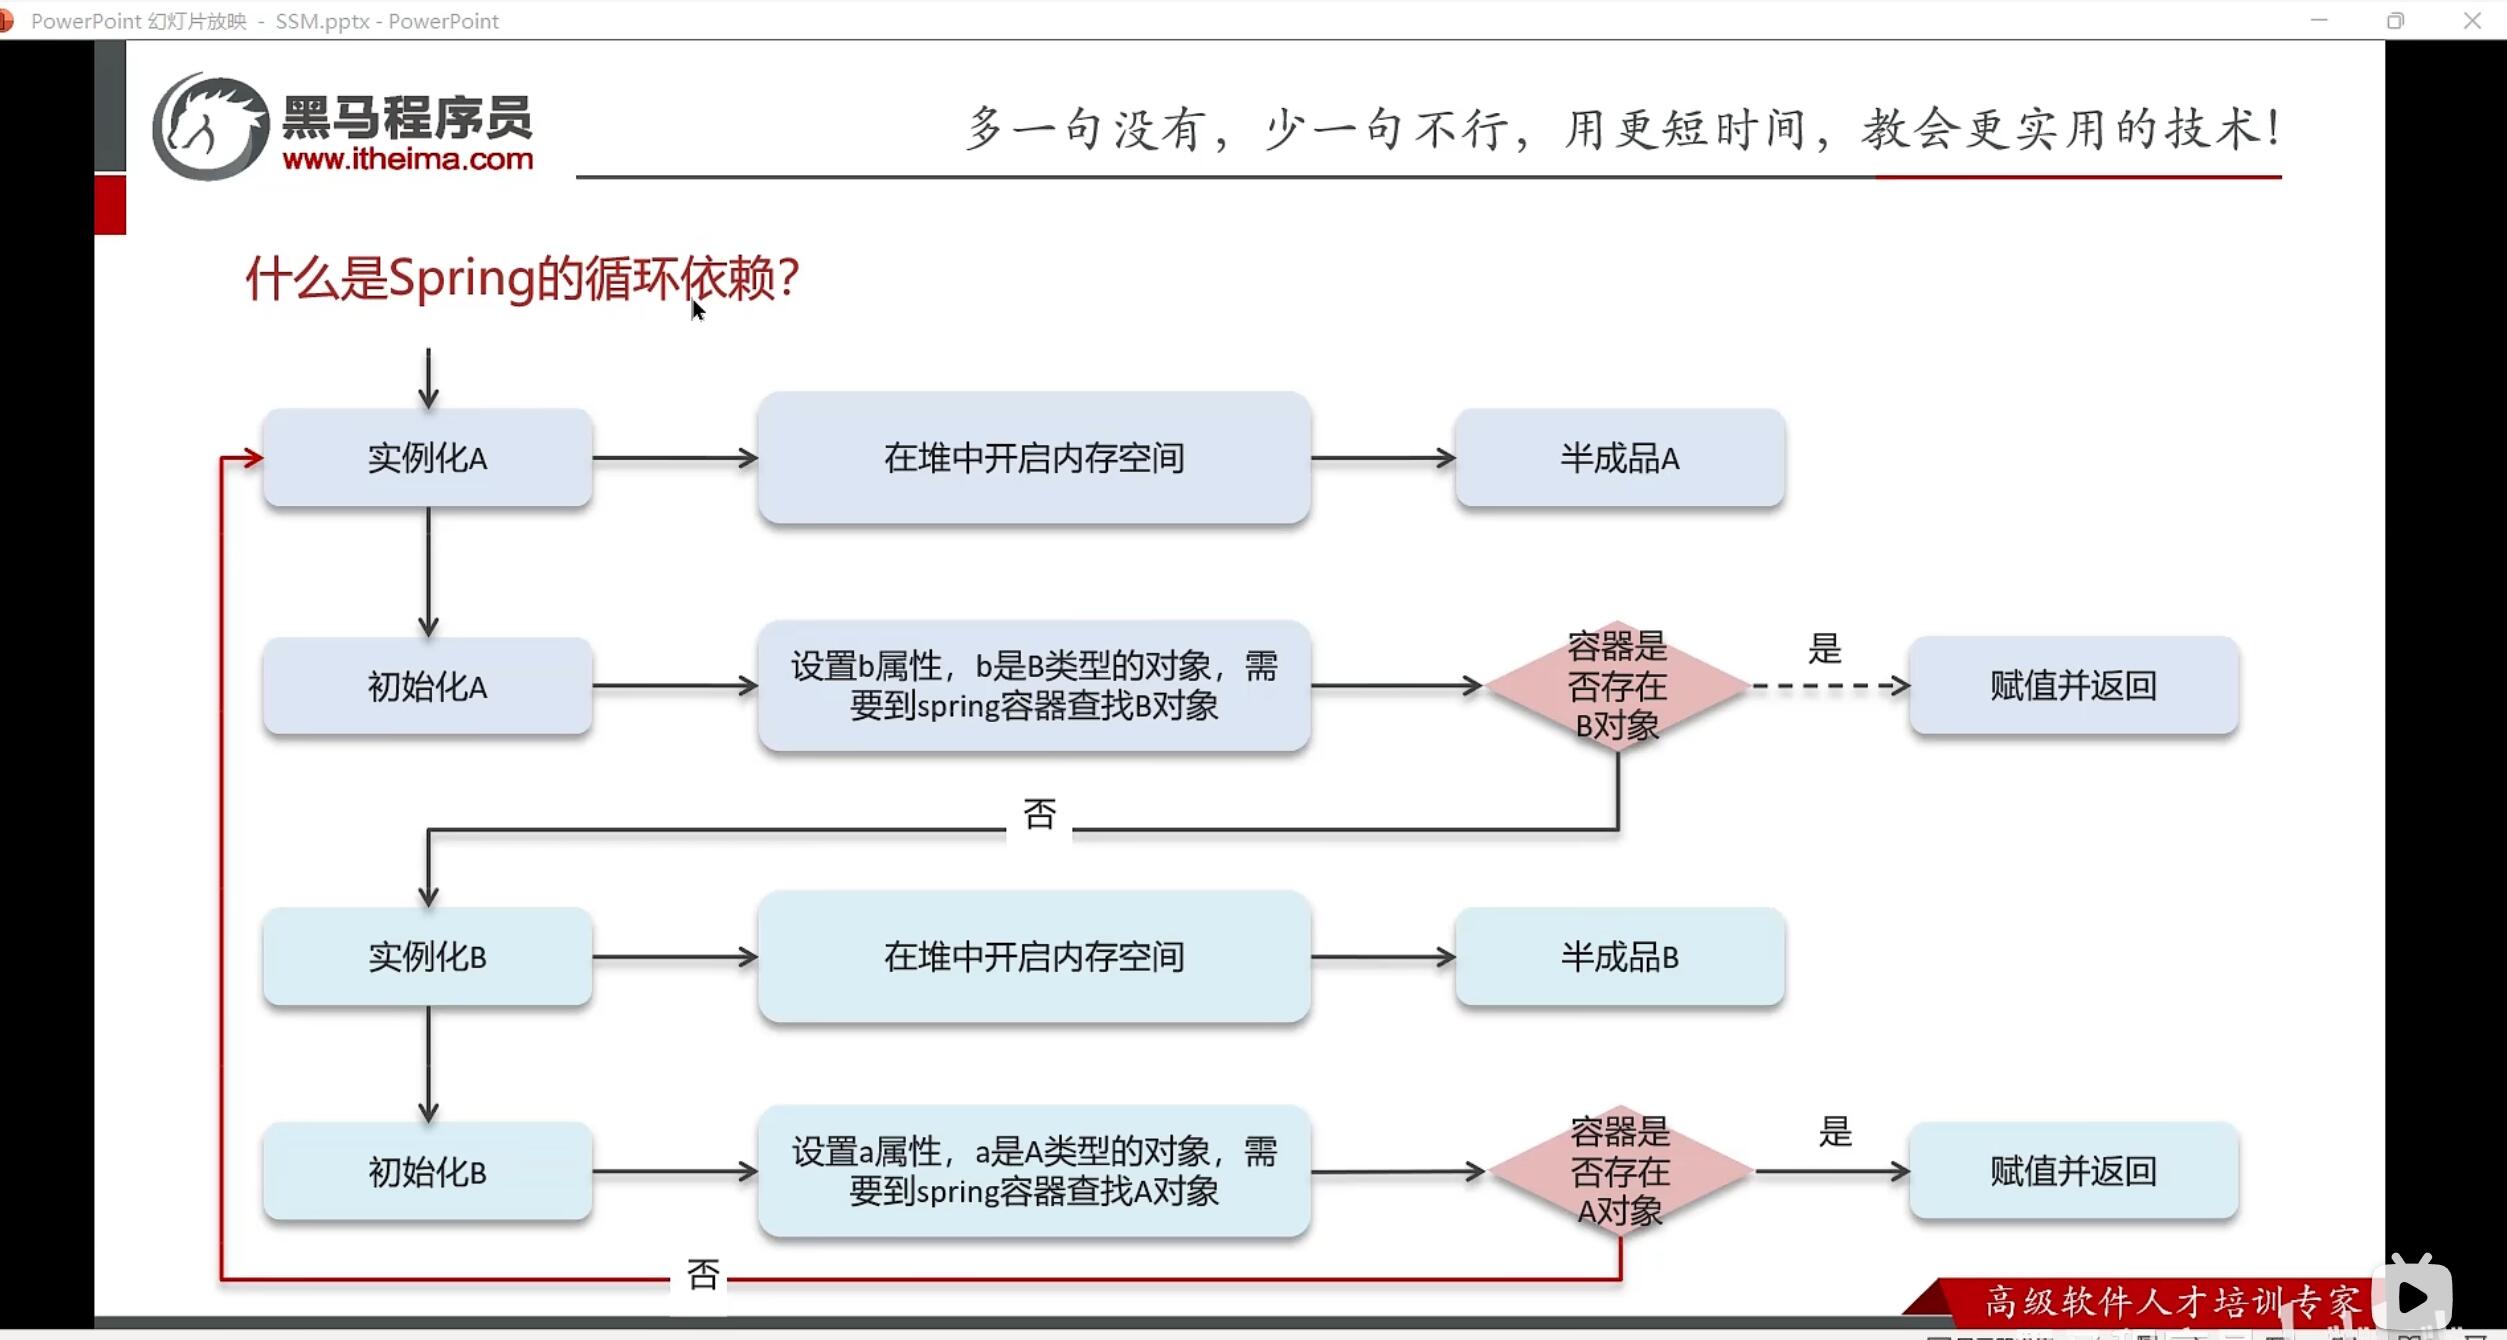 PowerPoint 幻灯片放映 - SSM.pptx - PowerPoint
黑马程序员
www.itheima.com
多一句没有，少一句不行，用更短时间，教会更实用的技术！
什么是Spring的循环依赖？
实例化A
在堆中开启内存空间
半成品A
初始化A
设置b属性，b是B类型的对象，需
要到spring容器查找B对象
容器是
否存在
B对象
是
赋值并返回
否
实例化B
在堆中开启内存空间
半成品B
初始化B
设置a属性，a是A类型的对象，需
要到spring容器查找A对象
容器是
否存在
A对象
是
赋值并返回
否
高级软件人才培训专家